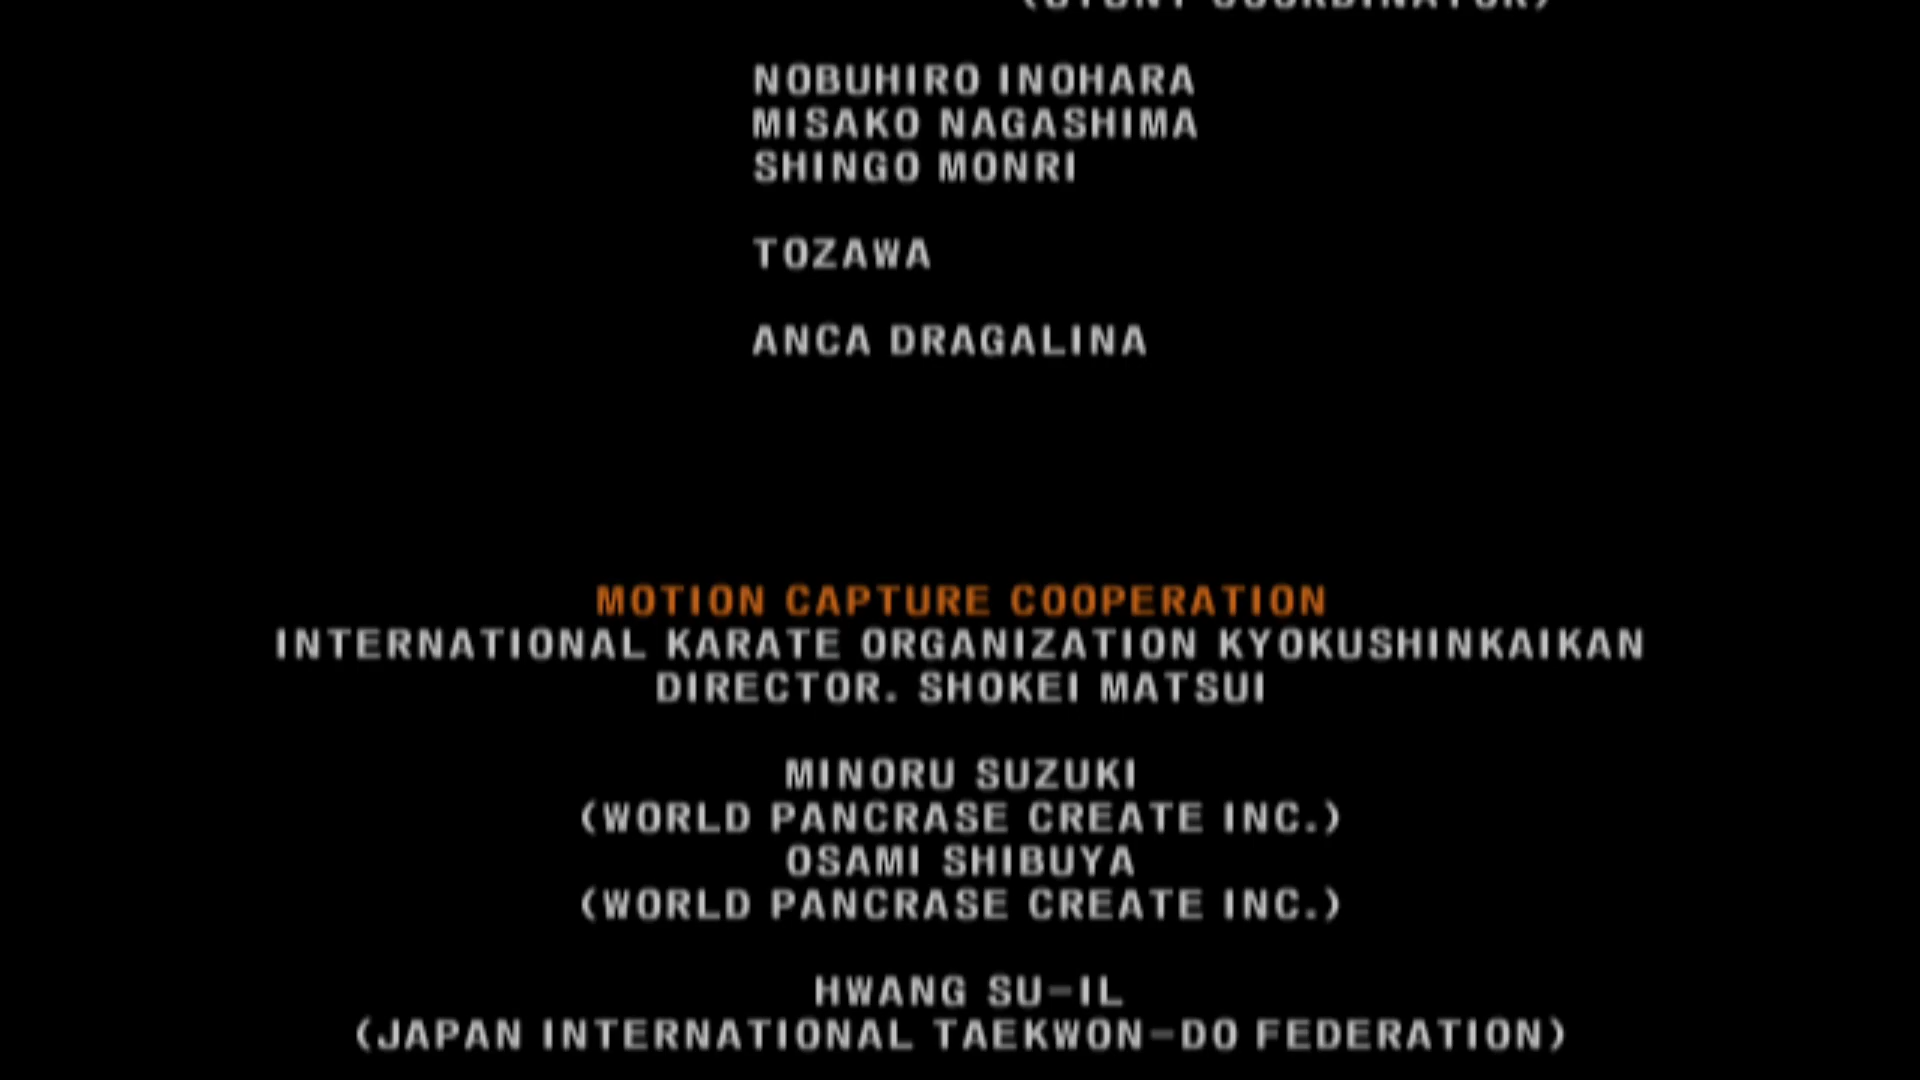 (STUNT COORDINATOR)
NOBUHIRO INOHARA
MISAKO NAGASHIMA
SHINGO MONRI
TOZAWA
ANCA DRAGALINA
MOTION CAPTURE COOPERATION
INTERNATIONAL KARATE ORGANIZATION KYOKUSHINKAIKAN
DIRECTOR. SHOKEI MATSUI
MINORU SUZUKI
(WORLD PANCRASE CREATE INC.)
OSAMI SHIBUYA
(WORLD PANCRASE CREATE INC.)
HWANG SU-IL
(JAPAN INTERNATIONAL TAEKWON-DO FEDERATION)